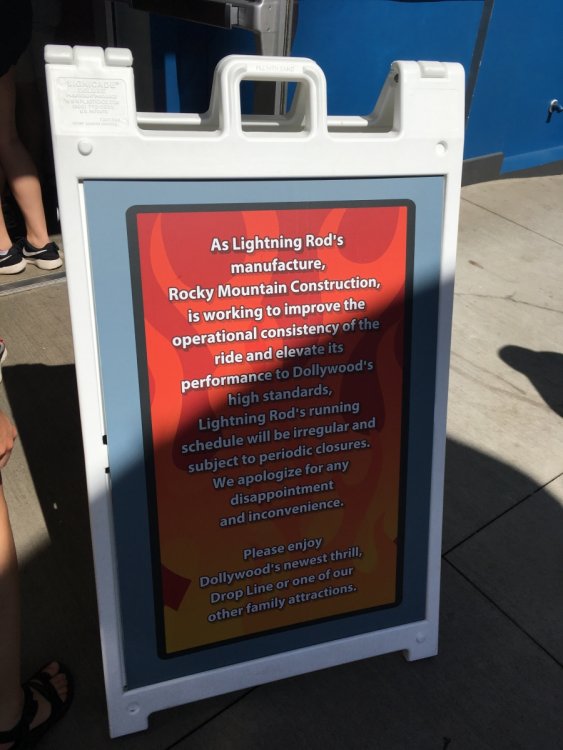 SIGNICADE
As Lightning Rod's
manufacture,
Rocky Mountain Construction,
is working to improve the
operational consistency of the
ride and elevate its
performance to Dollywood's
high standards,
Lightning Rod's running
schedule will be irregular and
subject to periodic closures.
We apologize for any
disappointment
and inconvenience.
Please enjoy
Dollywood's newest thrill,
Drop Line or one of our
other family attractions.